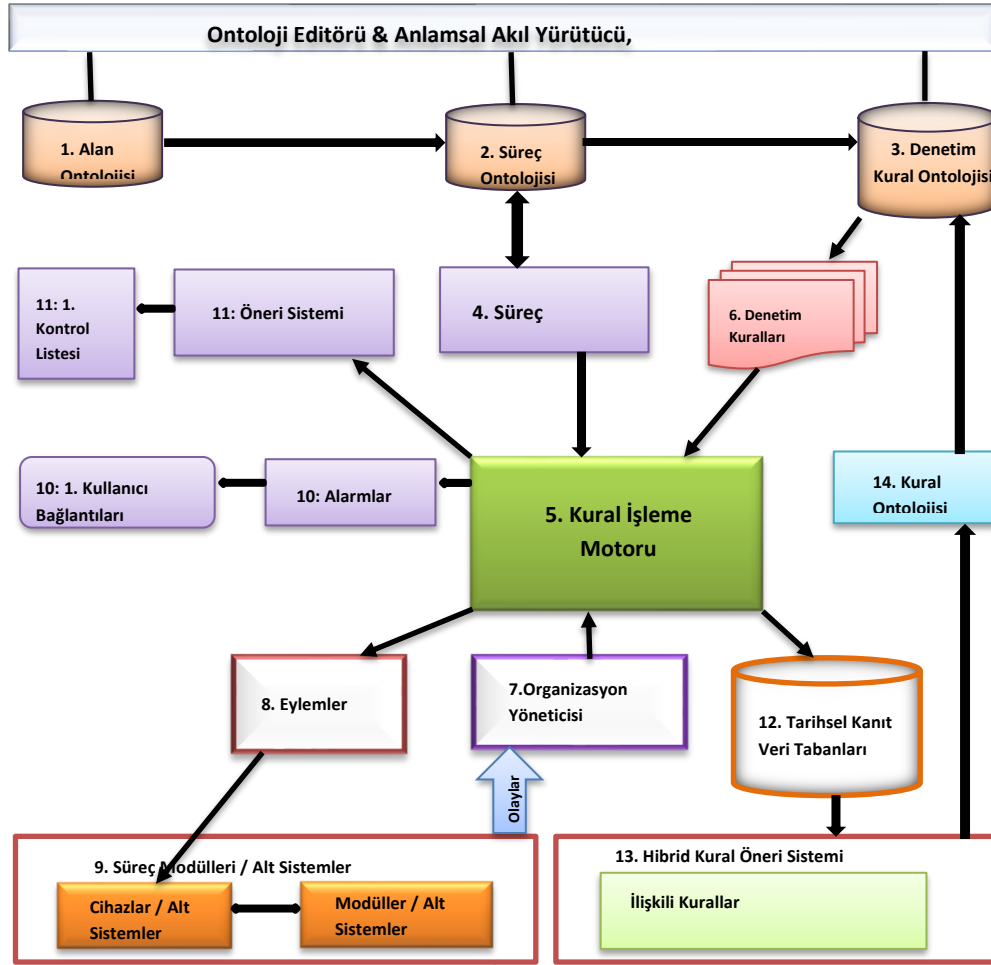 Ontoloji Editörü & Anlamsal Akıl Yürütücü,
1. Alan
Ontolojisi
2. Süreç
Ontolojisi
3. Denetim
Kural Ontolojisi
11: 1.
Kontrol
Listesi
11: Öneri Sistemi
4. Süreç
6. Denetim
Kuralları
10: 1. Kullanıcı
Bağlantıları
10: Alarmlar
5. Kural İşleme
Motoru
14. Kural
Ontolojisi
8. Eylemler
7.Organizasyon
Yöneticisi
12. Tarihsel Kanıt
Veri Tabanları
Olaylar
9. Süreç Modülleri / Alt Sistemler
Cihazlar / Alt
Sistemler
Modüller / Alt
Sistemler
13. Hibrid Kural Öneri Sistemi
İlişkili Kurallar